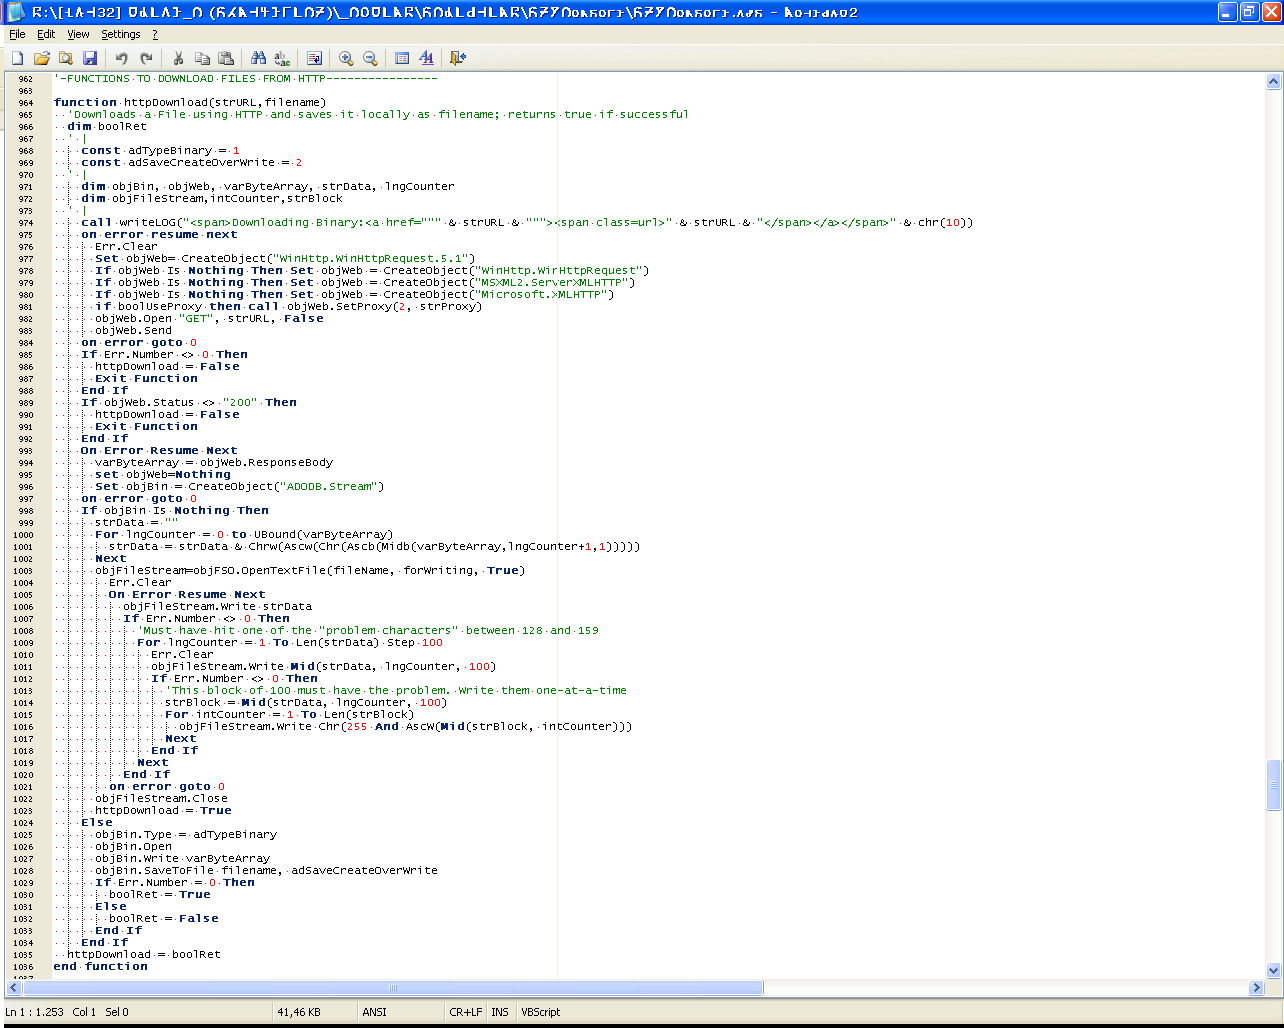 File Edit View Settings ?
962 '-FUNCTIONS TO DOWNLOAD FILES FROM HTTP----------------
963
964 function httpDownload(strURL,filename)
965 'Downloads a File using HTTP and saves it locally as filename; returns true if successful
966 dim boolRet
967 ' |
968 const adTypeBinary = 1
969 const adSaveCreateOverWrite = 2
970 ' |
971 dim objBin, objWeb, varByteArray, strData, lngCounter
972 dim objFileStream,intCounter,strBlock
973 ' |
974 call writeLOG("<span>Downloading Binary:<a href=""" & strURL & """><span class=url>" & strURL & "</span></a></span>" & chr(10))
975 on error resume next
976 Err.Clear
977 Set objWeb= CreateObject("WinHttp.WinHttpRequest.5.1")
978 If objWeb Is Nothing Then Set objWeb = CreateObject("WinHttp.WinHttpRequest")
979 If objWeb Is Nothing Then Set objWeb = CreateObject("MSXML2.ServerXMLHTTP")
980 If objWeb Is Nothing Then Set objWeb = CreateObject("Microsoft.XMLHTTP")
981 if boolUseProxy then call objWeb.SetProxy(2, strProxy)
982 objWeb.Open "GET", strURL, False
983 objWeb.Send
984 on error goto 0
985 If Err.Number <> 0 Then
986 httpDownload = False
987 Exit Function
988 End If
989 If objWeb.Status <> "200" Then
990 httpDownload = False
991 Exit Function
992 End If
993 On Error Resume Next
994 varByteArray = objWeb.ResponseBody
995 set objWeb=Nothing
996 Set objBin = CreateObject("ADODB.Stream")
997 on error goto 0
998 If objBin Is Nothing Then
999 strData = ""
1000 For lngCounter = 0 to UBound(varByteArray)
1001 strData = strData & Chrw(Ascw(Chr(Ascb(Midb(varByteArray,lngCounter+1,1)))))
1002 Next
1003 objFileStream=objFSO.OpenTextFile(fileName, forWriting, True)
1004 Err.Clear
1005 On Error Resume Next
1006 objFileStream.Write strData
1007 If Err.Number <> 0 Then
1008 'Must have hit one of the "problem characters" between 128 and 159
1009 For lngCounter = 1 To Len(strData) Step 100
1010 Err.Clear
1011 objFileStream.Write Mid(strData, lngCounter, 100)
1012 If Err.Number <> 0 Then
1013 'This block of 100 must have the problem. Write them one-at-a-time
1014 strBlock = Mid(strData, lngCounter, 100)
1015 For intCounter = 1 To Len(strBlock)
1016 objFileStream.Write Chr(255 And AscW(Mid(strBlock, intCounter)))
1017 Next
1018 End If
1019 Next
1020 End If
1021 on error goto 0
1022 objFileStream.Close
1023 httpDownload = True
1024 Else
1025 objBin.Type = adTypeBinary
1026 objBin.Open
1027 objBin.Write varByteArray
1028 objBin.SaveToFile filename, adSaveCreateOverWrite
1029 If Err.Number = 0 Then
1030 boolRet = True
1031 Else
1032 boolRet = False
1033 End If
1034 End If
1035 httpDownload = boolRet
1036 end function
Ln 1 : 1.253 Col 1 Sel 0 41,46 KB ANSI CR+LF INS VBScript